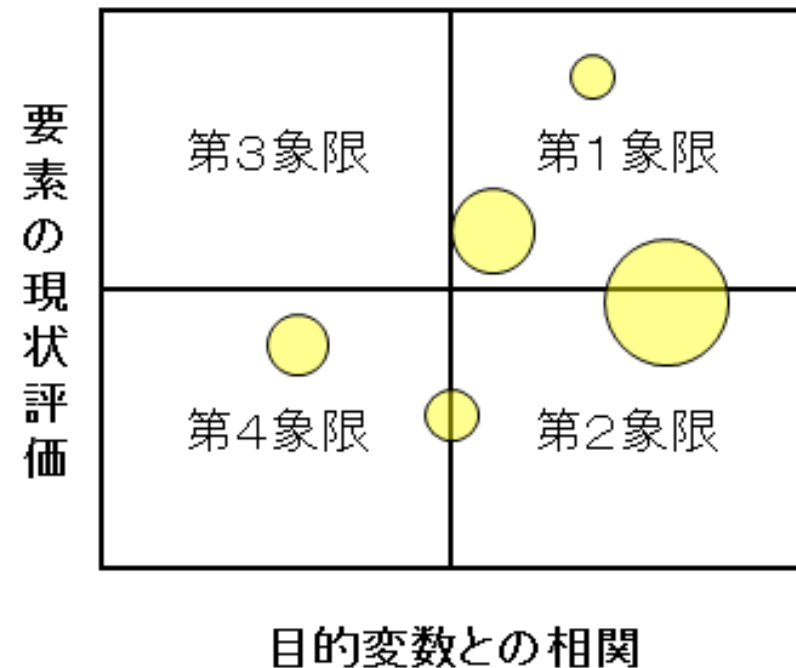 要素の現状評価
第3象限
第1象限
第4象限
第2象限
目的変数との相関